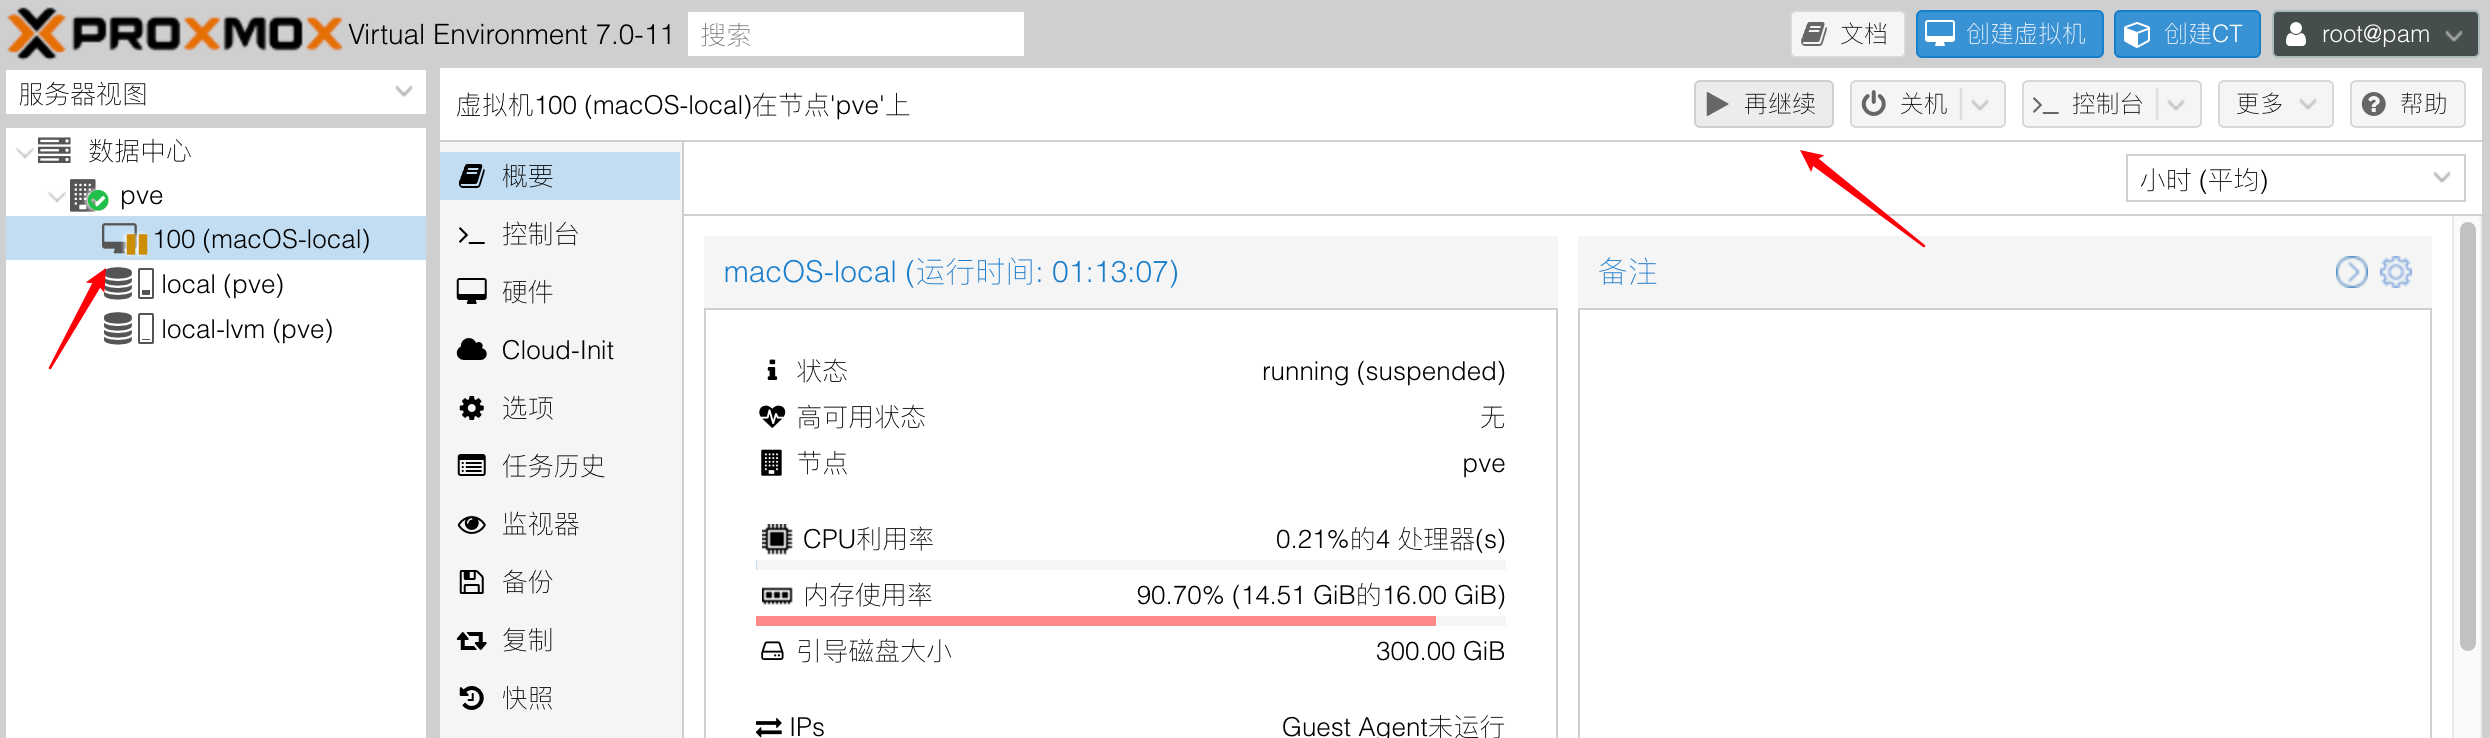 PROXMOX Virtual Environment 7.0-11 搜索 文档 创建虚拟机 创建CT root@pam
服务器视图
数据中心
pve
100 (macOS-local)
local (pve)
local-lvm (pve)
虚拟机100 (macOS-local)在节点'pve'上 再继续 关机 控制台 更多 帮助
概要
控制台
硬件
Cloud-Init
选项
任务历史
监视器
备份
复制
快照
小时 (平均)
macOS-local (运行时间: 01:13:07)
状态 running (suspended)
高可用状态 无
节点 pve
CPU利用率 0.21%的4 处理器(s)
内存使用率 90.70% (14.51 GiB的16.00 GiB)
引导磁盘大小 300.00 GiB
IPs Guest Agent未运行
备注